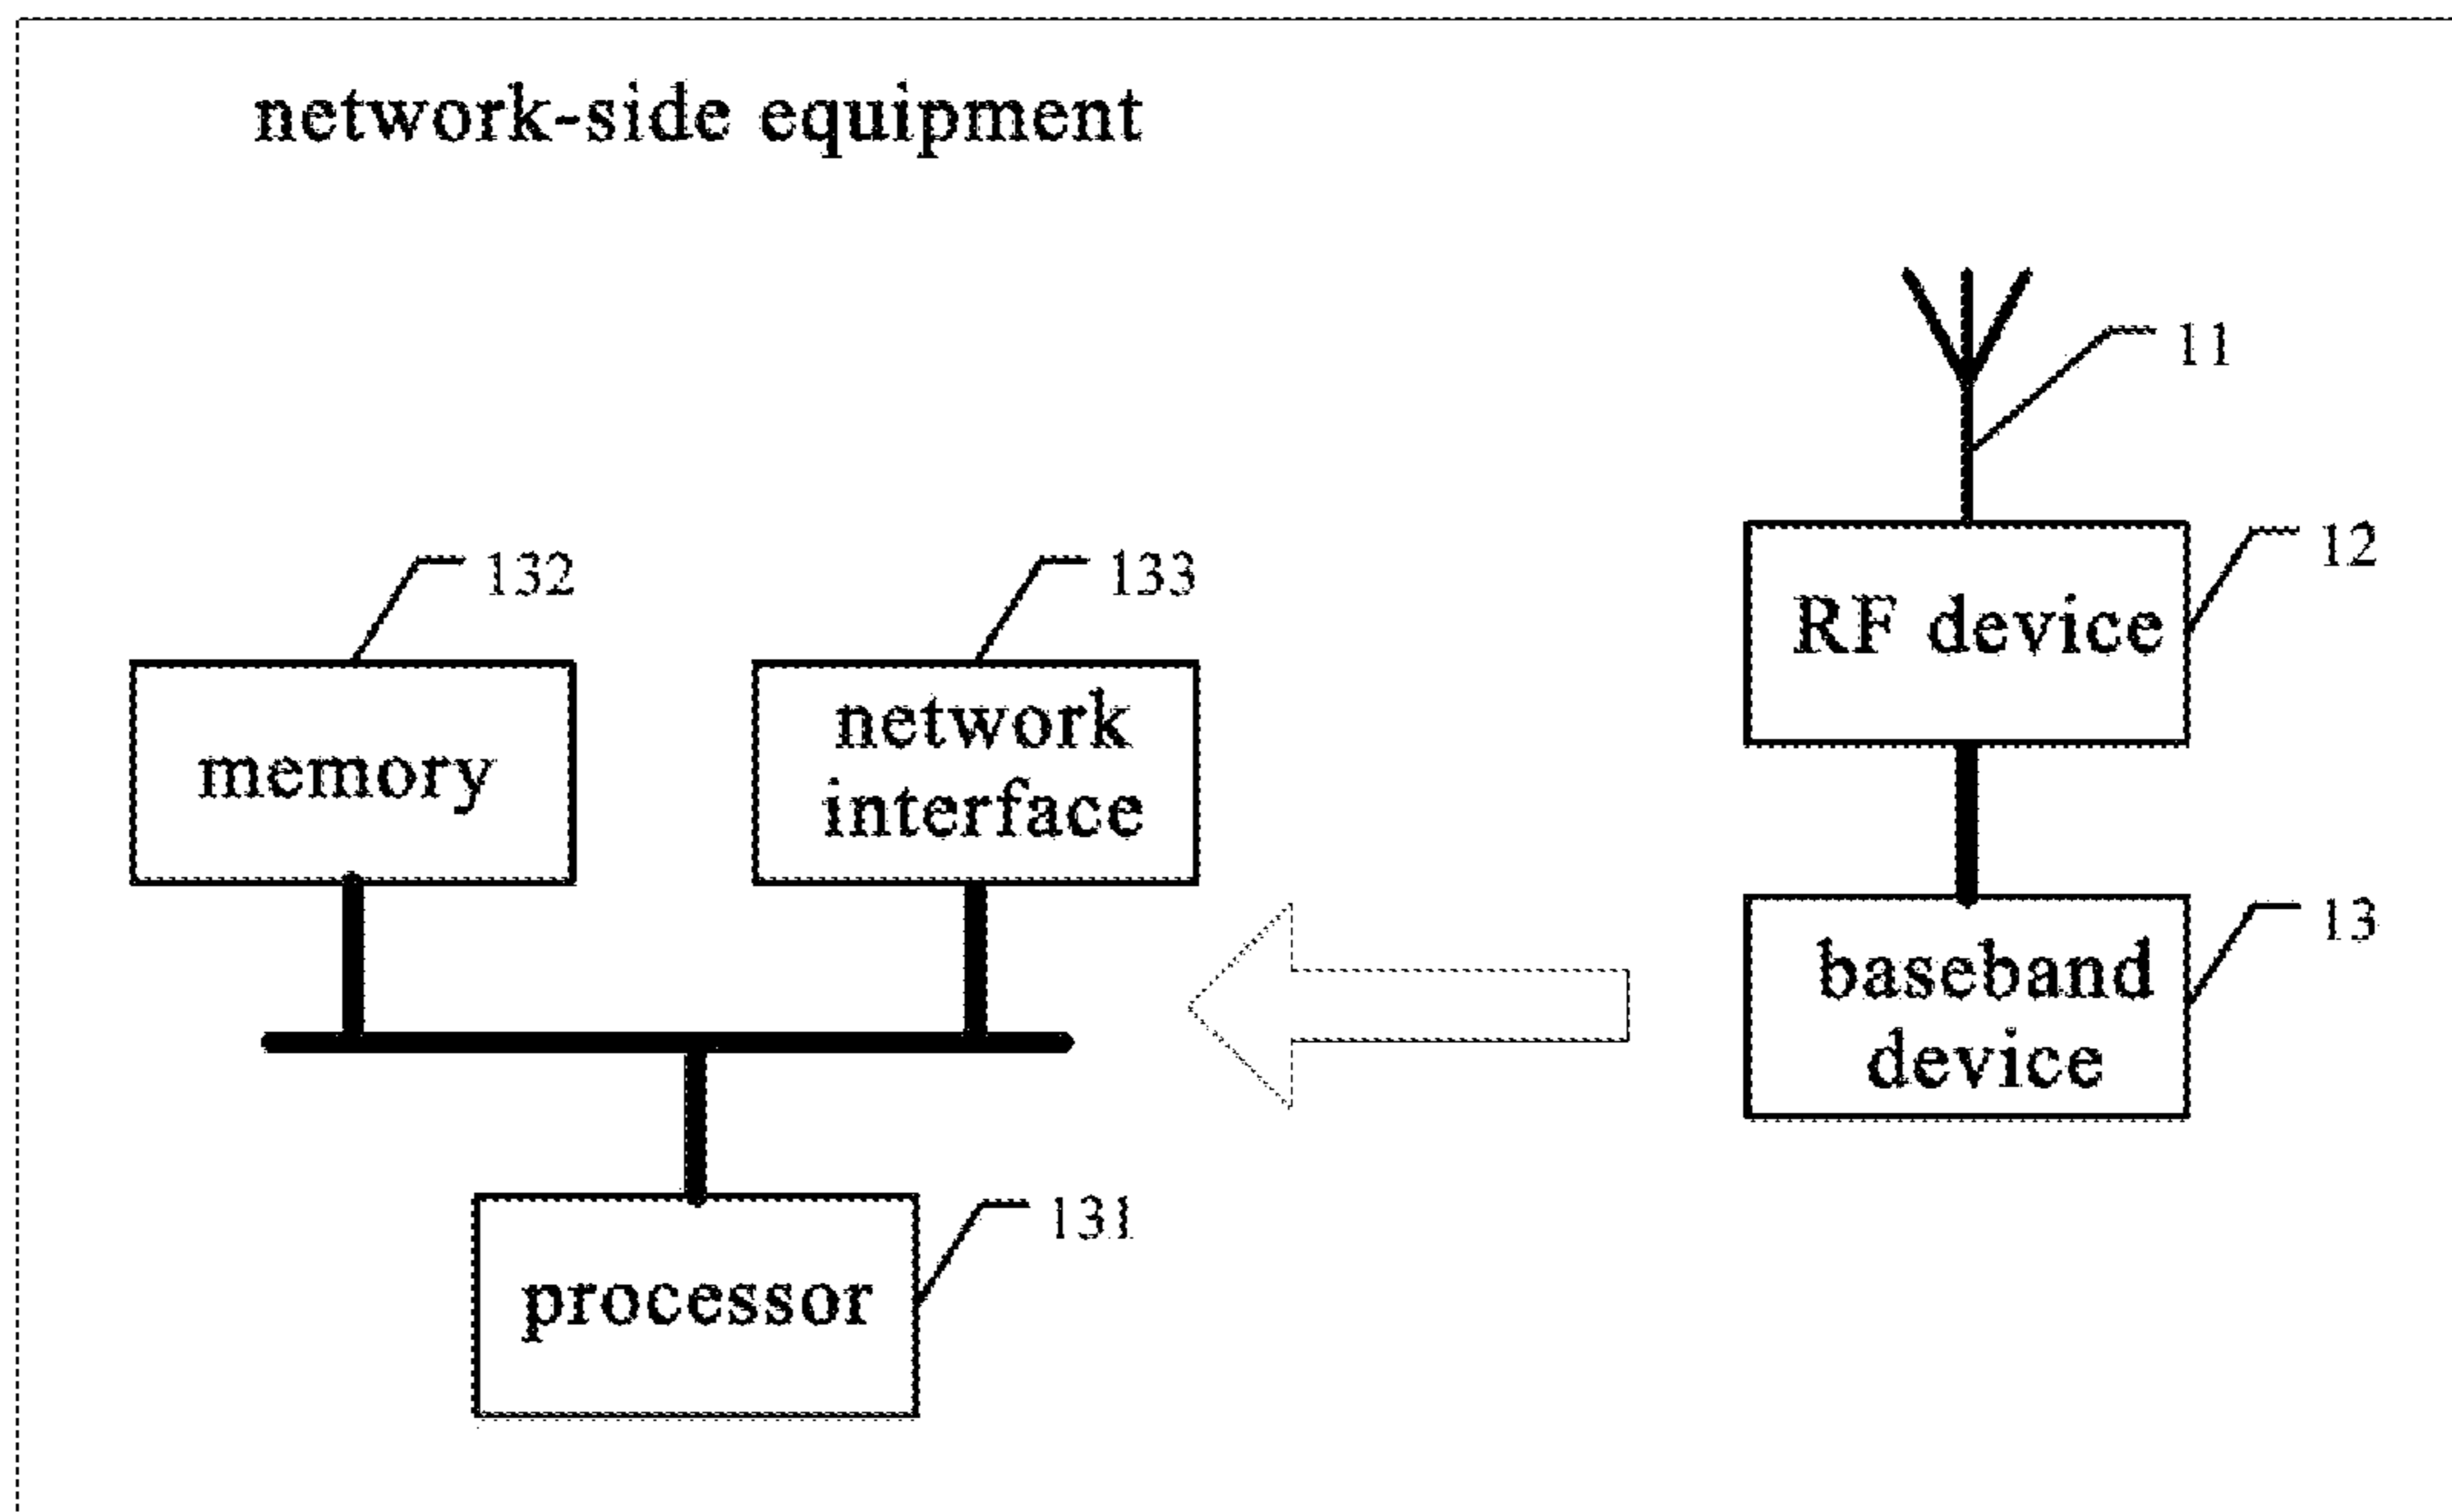 network-side equipment
11
12
RF device
132
133
memory
network
interface
13
baseband
device
131
processor